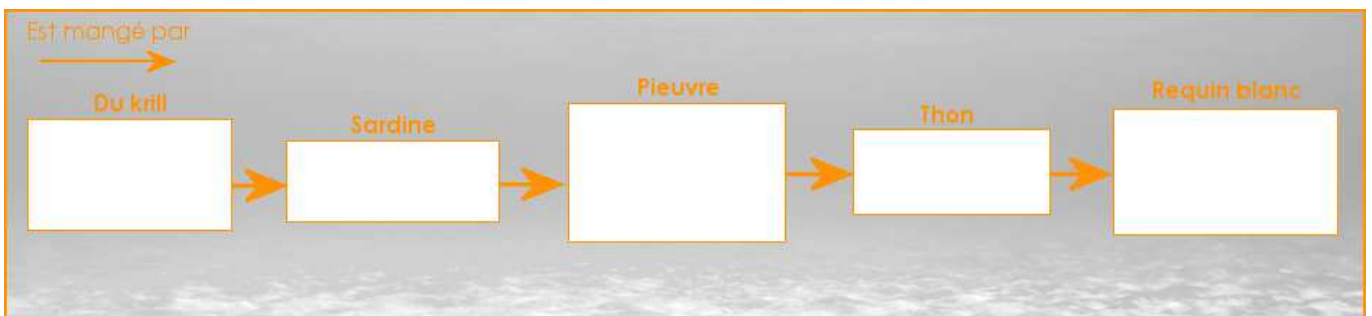 Est mangé par
Du krill
Sardine
Pieuvre
Thon
Requin blanc